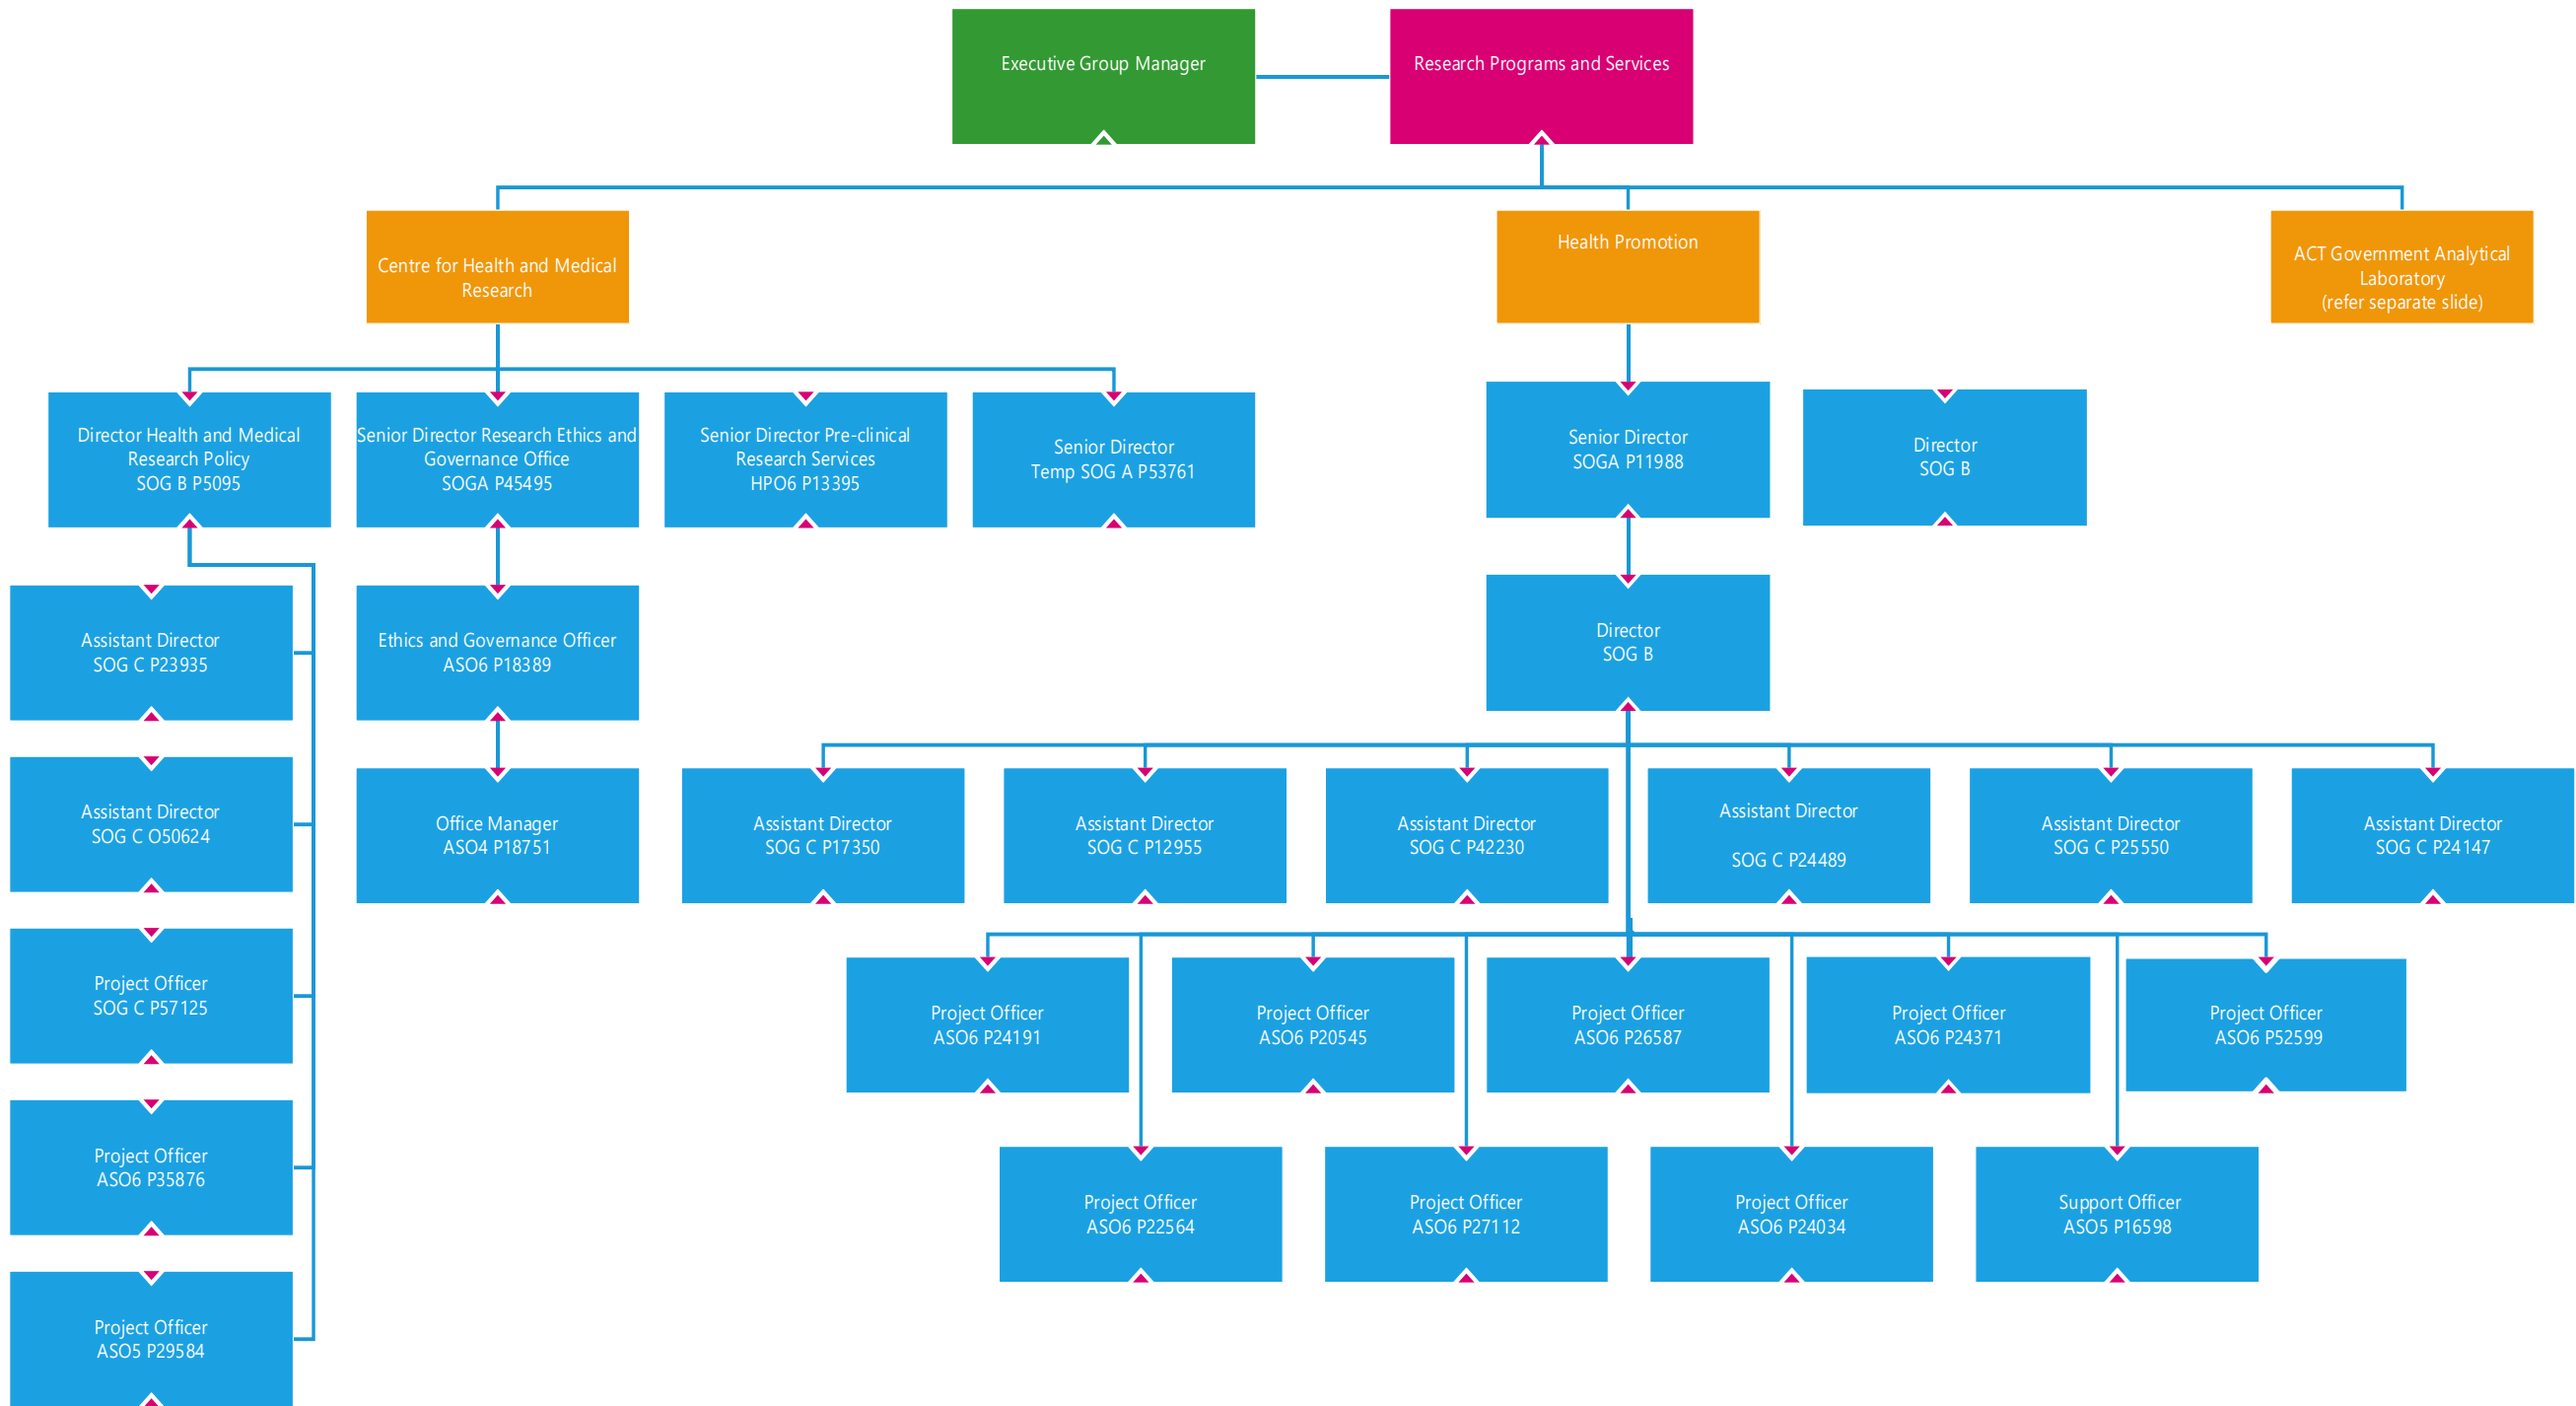 Executive Group Manager
Research Programs and Services
Centre for Health and Medical
Research
Health Promotion
ACT Government Analytical
Laboratory
(refer separate slide)
Director Health and Medical
Research Policy
SOG B P5095
Senior Director Research Ethics and
Governance Office
SOGA P45495
Senior Director Pre-clinical
Research Services
HPO6 P13395
Senior Director
Temp SOG A P53761
Senior Director
SOGA P11988
Director
SOG B
Assistant Director
SOG C P23935
Ethics and Governance Officer
ASO6 P18389
Director
SOG B
Assistant Director
SOG C O50624
Office Manager
ASO4 P18751
Assistant Director
SOG C P17350
Assistant Director
SOG C P12955
Assistant Director
SOG C P42230
Assistant Director
SOG C P24489
Assistant Director
SOG C P25550
Assistant Director
SOG C P24147
Project Officer
SOG C P57125
Project Officer
ASO6 P24191
Project Officer
ASO6 P20545
Project Officer
ASO6 P26587
Project Officer
ASO6 P24371
Project Officer
ASO6 P52599
Project Officer
ASO6 P35876
Project Officer
ASO6 P22564
Project Officer
ASO6 P27112
Project Officer
ASO6 P24034
Support Officer
ASO5 P16598
Project Officer
ASO5 P29584